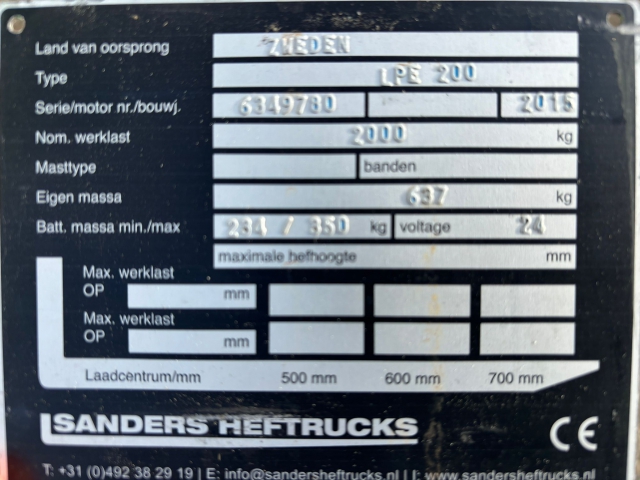 Land van oorsprong ZWEDEN
Type LPE 200
Serie/motor nr./bouwj. 6349780 2015
Nom. werklast 2000 kg
Masttype banden
Eigen massa 637 kg
Batt. massa min./max 234 / 350 kg voltage 24
maximale hefhoogte mm
Max. werklast
OP mm
Max. werklast
OP mm
Laadcentrum/mm 500 mm 600 mm 700 mm
SANDERS HEFTRUCKS CE
T: +31 (0)492 38 29 19 | E: info@sandersheftrucks.nl | I: www.sandersheftrucks.nl